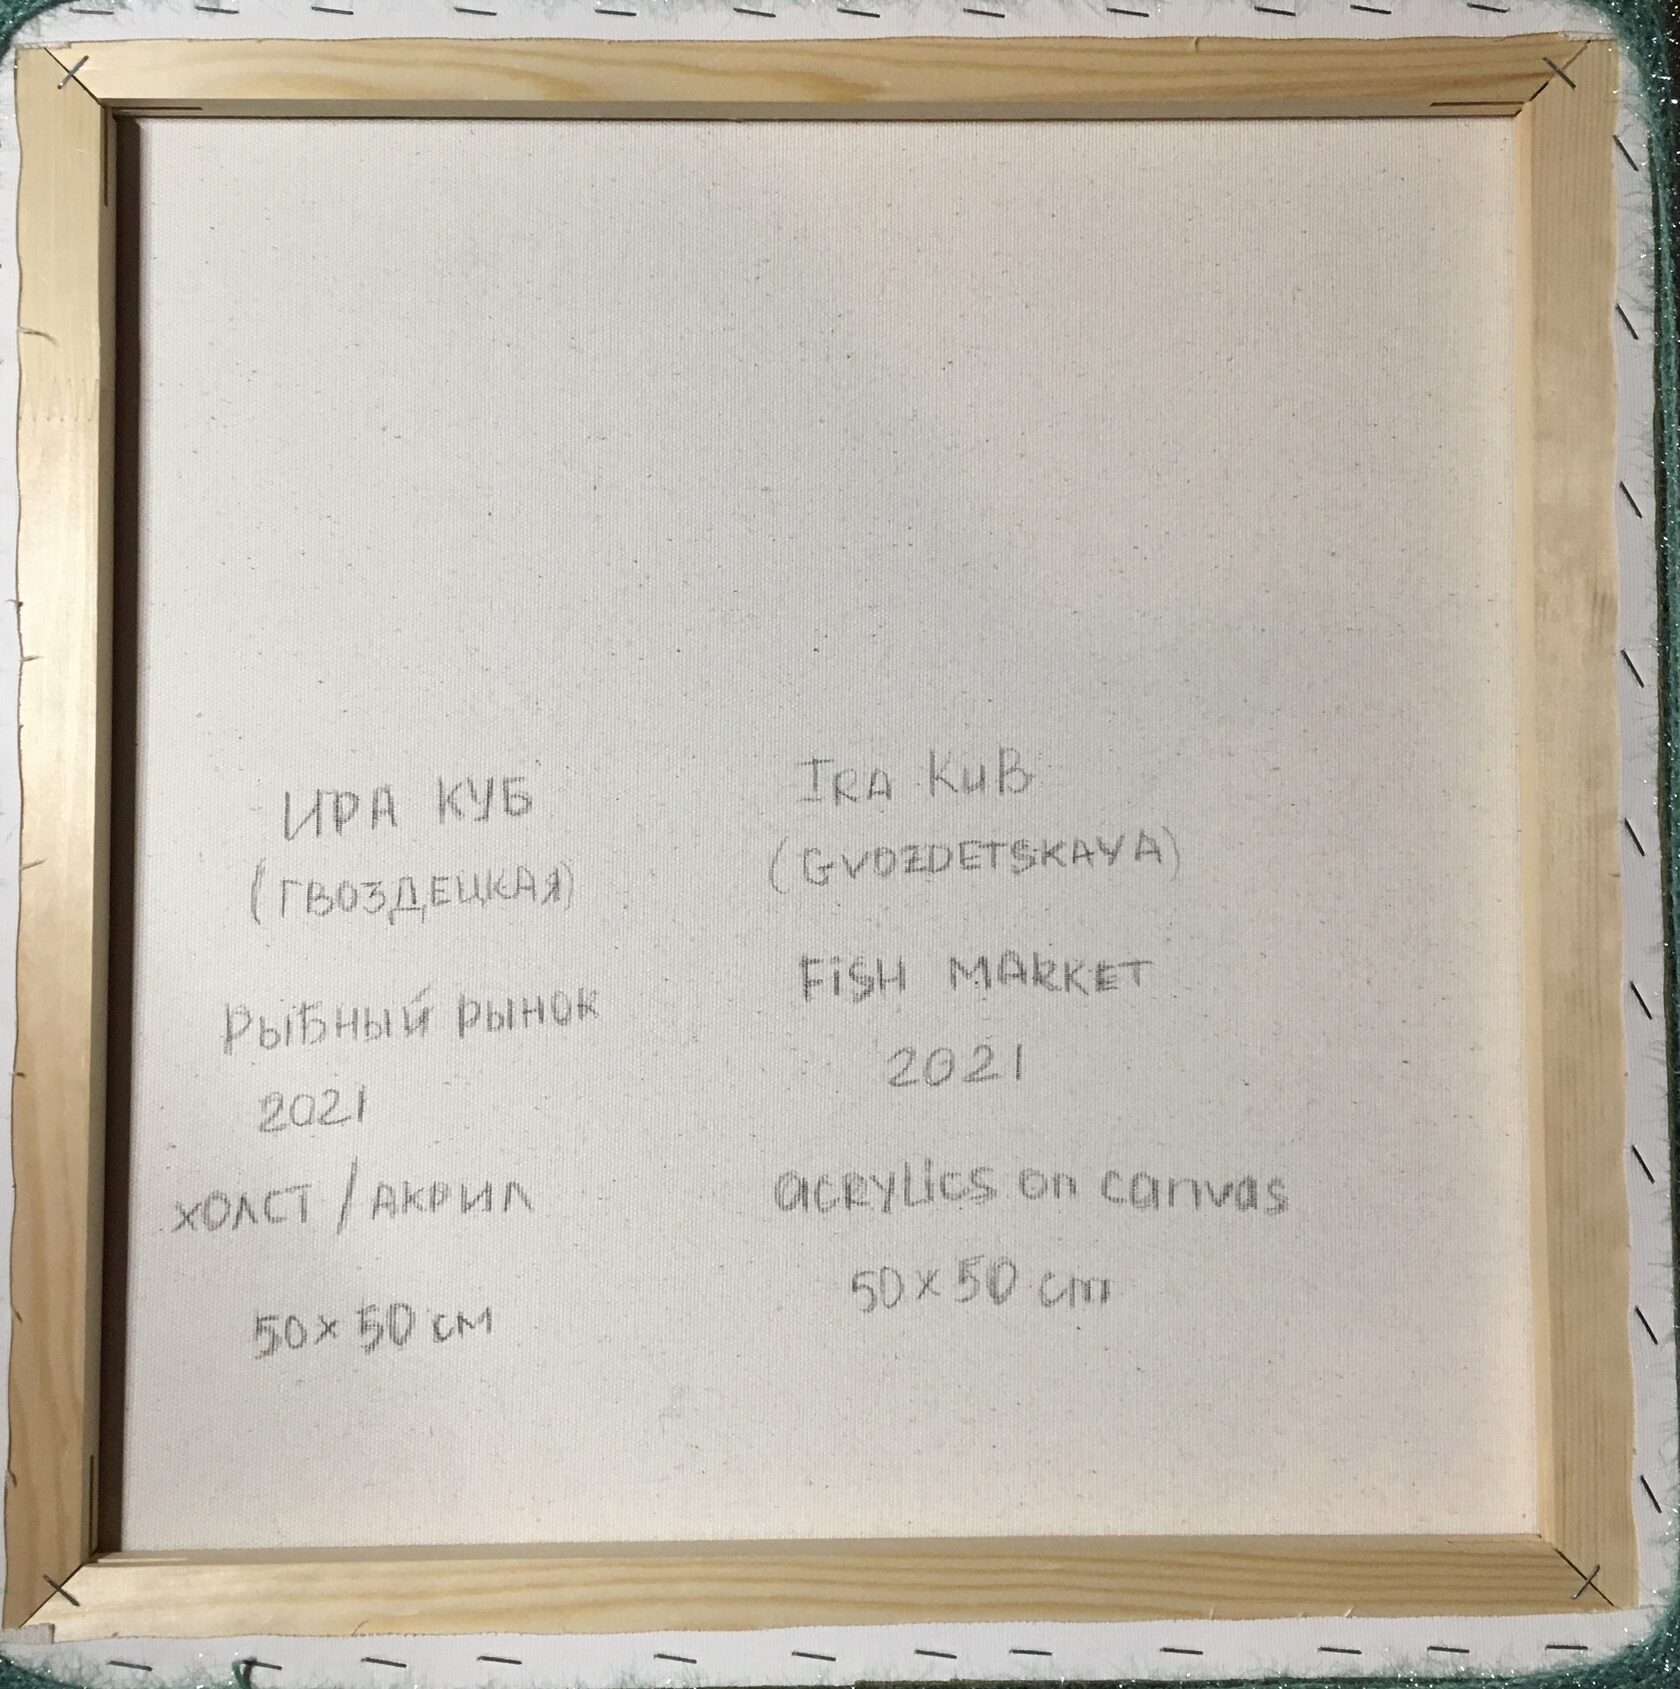 ИРА КУБ
(ГВОЗДЕЦКАЯ)
РЫБНЫЙ РЫНОК
2021
ХОЛСТ / АКРИЛ
50 x 50 см
IRA KuB
(GVOZDETSKAYA)
FiSH MARKET
2021
acRyLics on canvas
50 x 50 cm